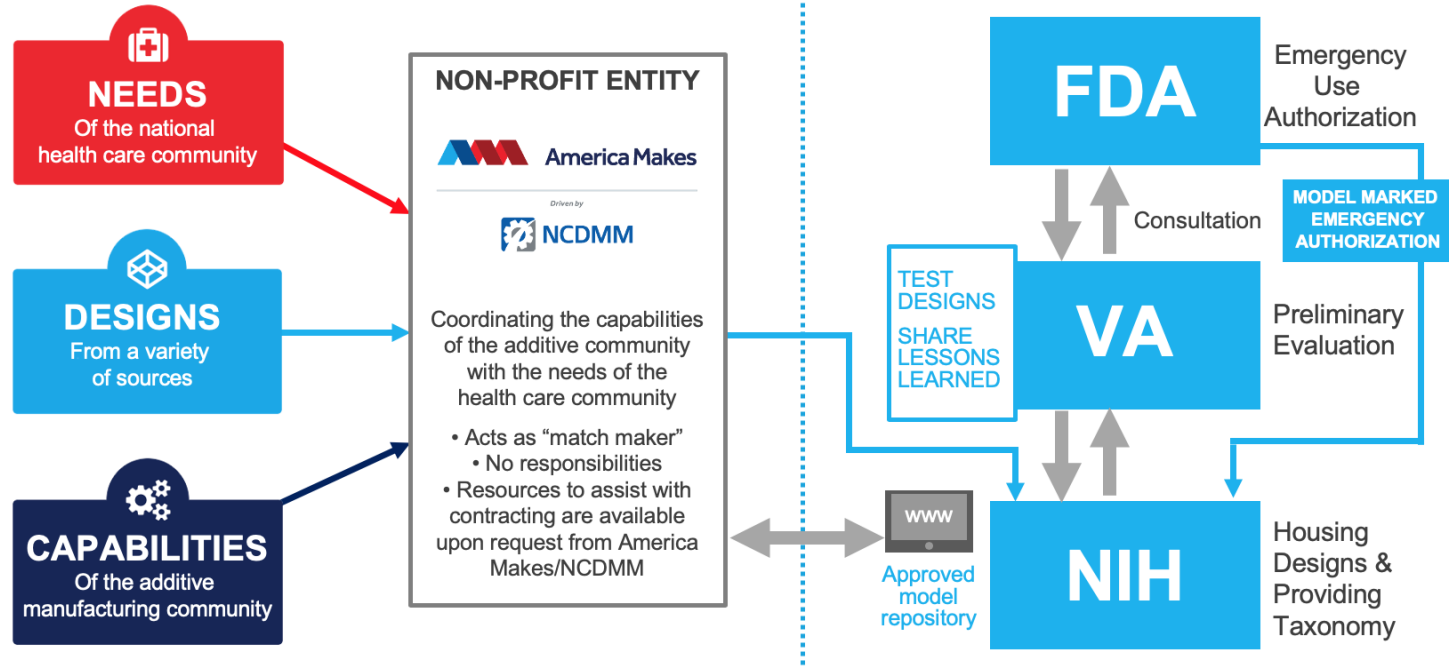 NEEDS
Of the national
health care community
DESIGNS
From a variety
of sources
CAPABILITIES
Of the additive
manufacturing community
NON-PROFIT ENTITY
America Makes
Driven by
NCDMM
Coordinating the capabilities
of the additive community
with the needs of the
health care community
• Acts as “match maker”
• No responsibilities
• Resources to assist with
contracting are available
upon request from America
Makes/NCDMM
FDA
Emergency
Use
Authorization
MODEL MARKED
EMERGENCY
AUTHORIZATION
Consultation
TEST
DESIGNS
SHARE
LESSONS
LEARNED
VA
Preliminary
Evaluation
www
Approved
model
repository
NIH
Housing
Designs &
Providing
Taxonomy